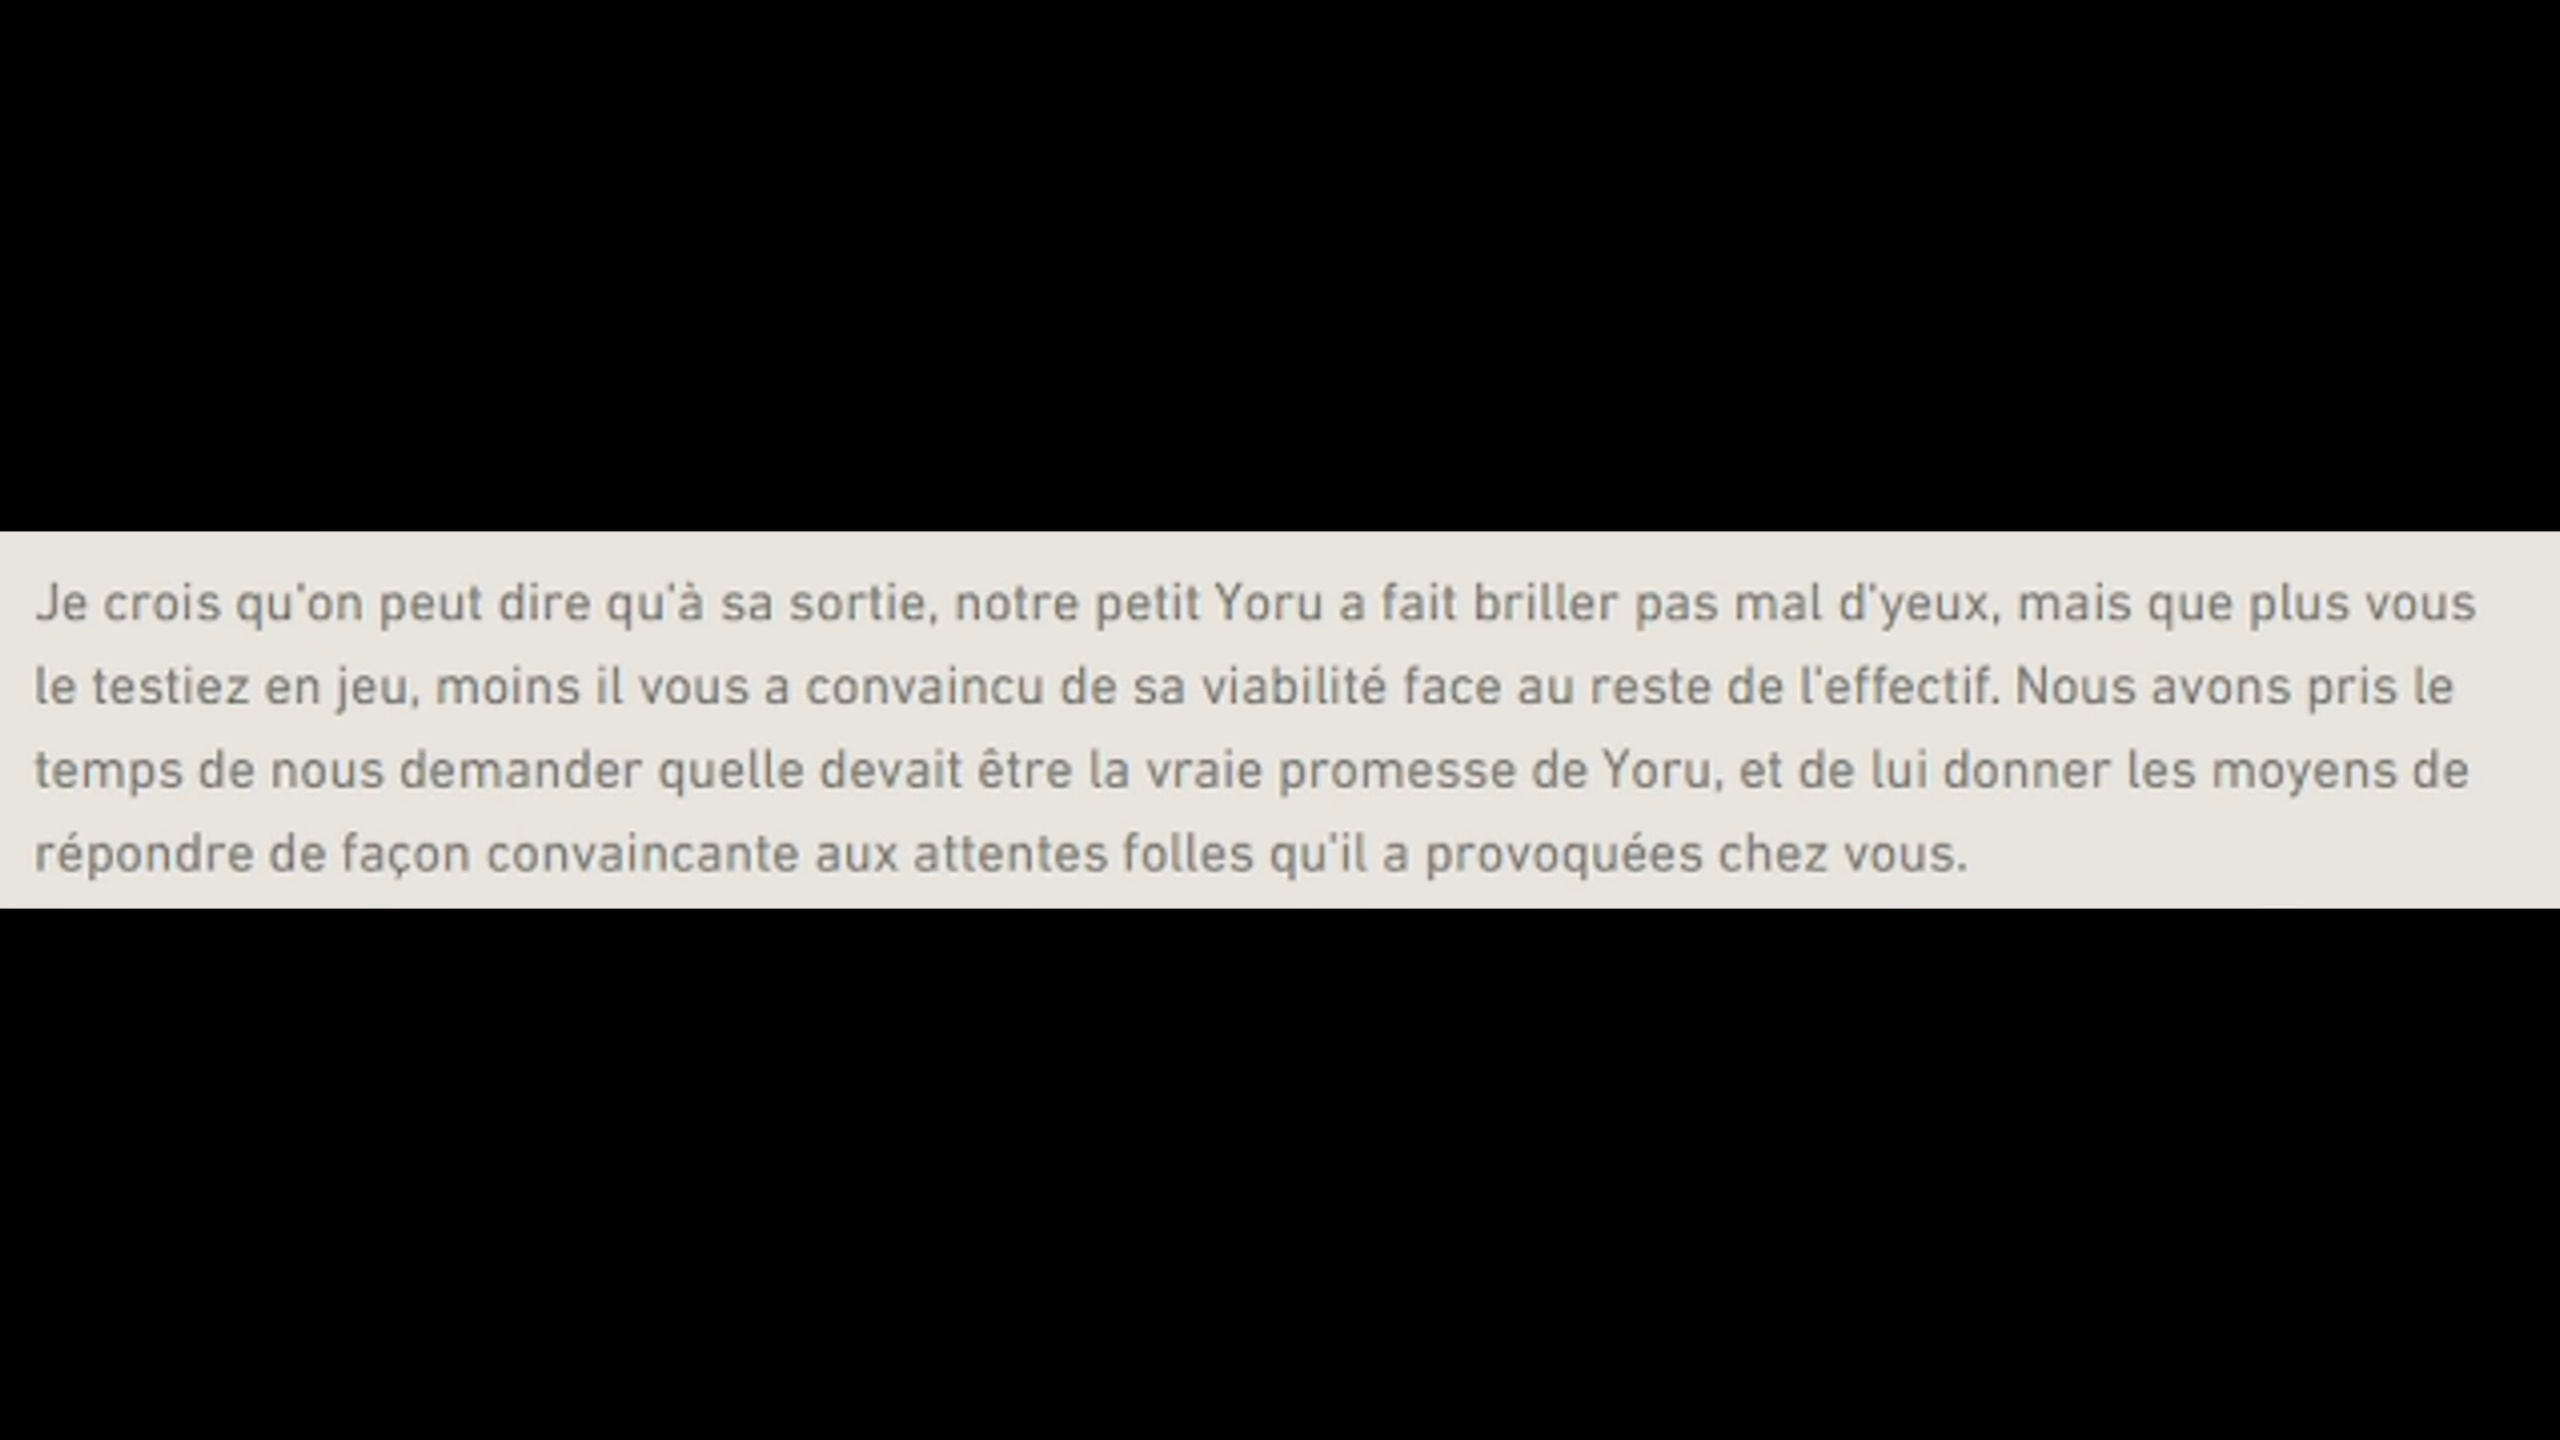 Je crois qu'on peut dire qu'à sa sortie, notre petit Yoru a fait briller pas mal d'yeux, mais que plus vous
le testiez en jeu, moins il vous a convaincu de sa viabilité face au reste de l'effectif. Nous avons pris le
temps de nous demander quelle devait être la vraie promesse de Yoru, et de lui donner les moyens de
répondre de façon convaincante aux attentes folles qu'il a provoquées chez vous.